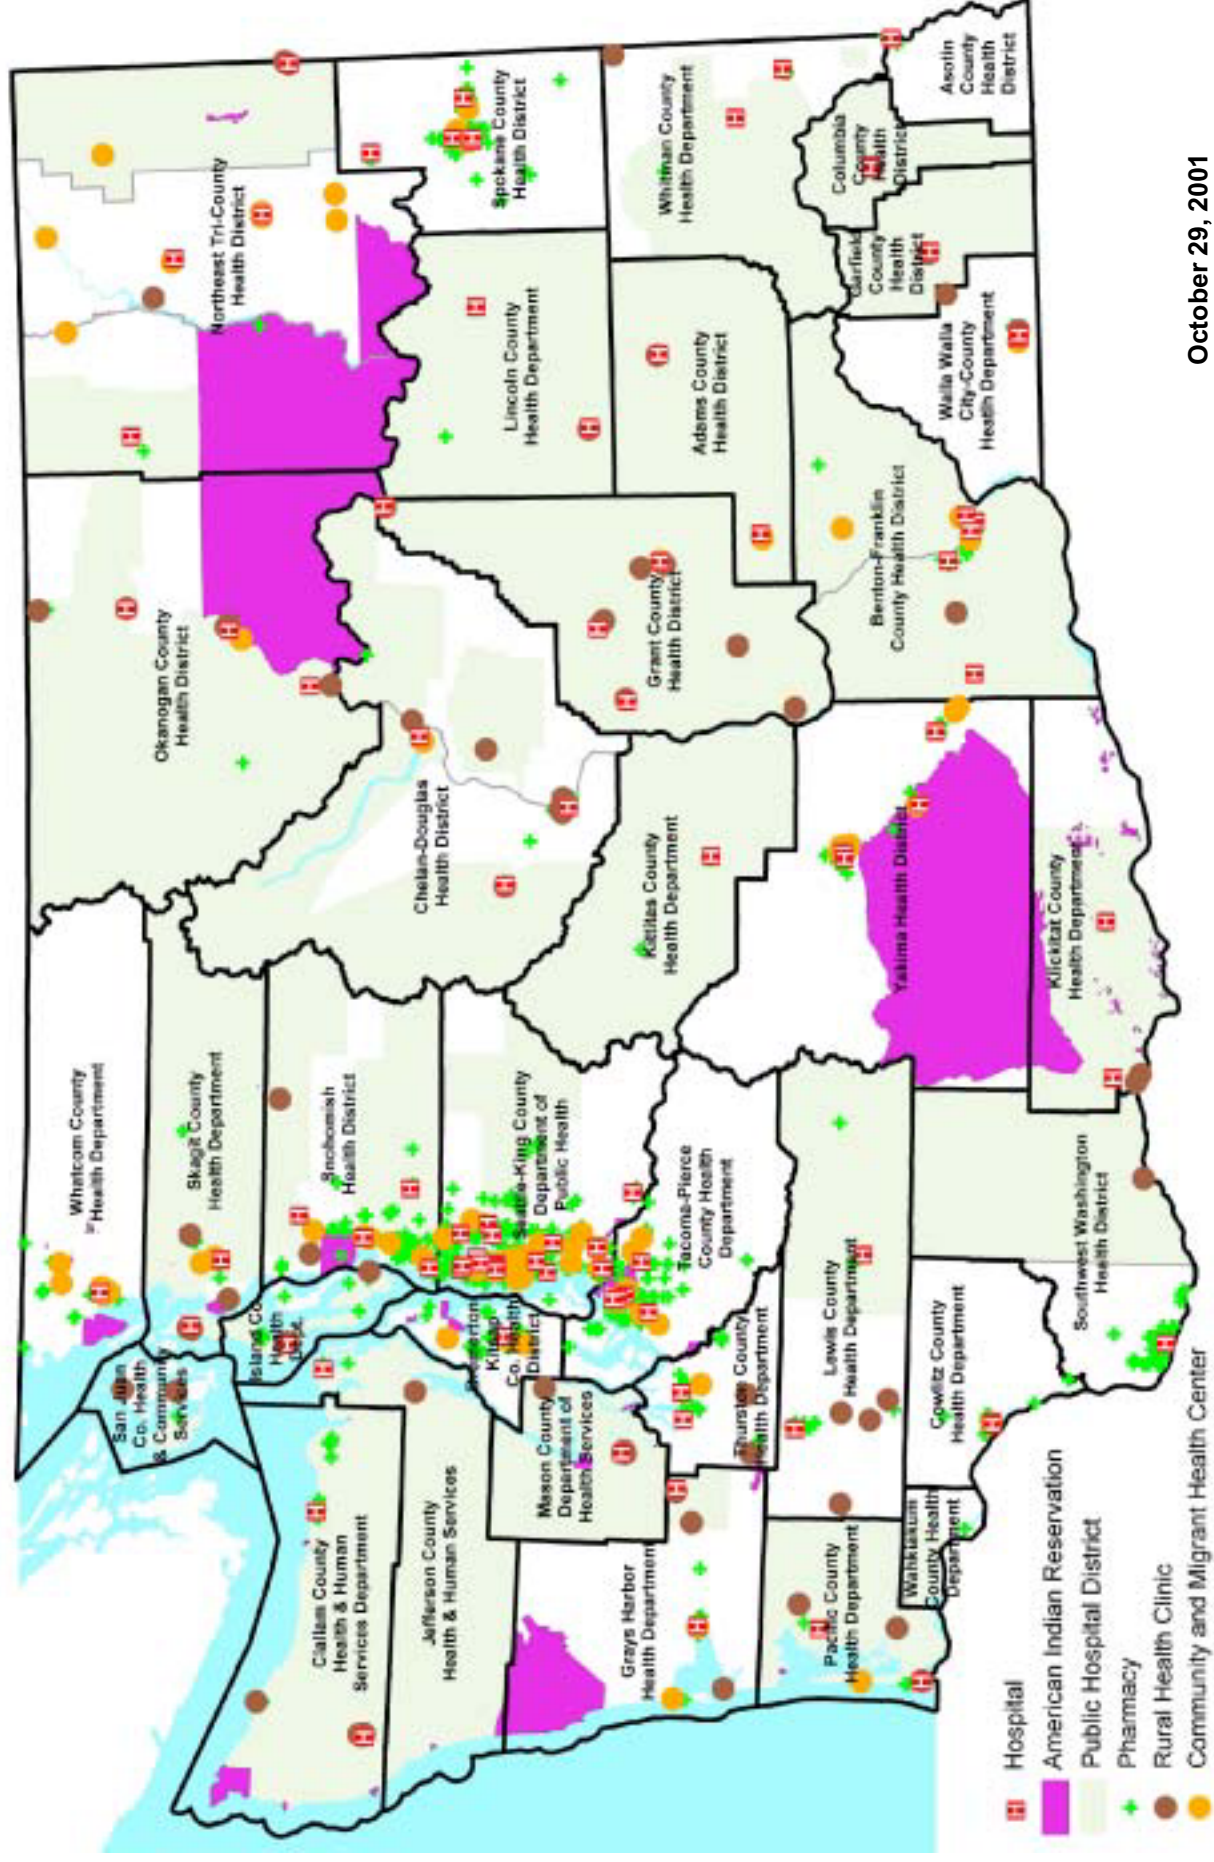 Whatcom County
Health Department
Okanogan County
Health District
Northeast Tri-County
Health District
San Juan
Co. Health
& Community
Services
Skagit County
Health Department
Island Co.
Health
Dept.
Snohomish
Health District
Chelan-Douglas
Health District
Lincoln County
Health Department
Spokane County
Health District
Clallam County
Health & Human
Services Department
Jefferson County
Health & Human Services
Kitsap
Co. Health
District
Seattle-King County
Department of
Public Health
Mason County
Department of
Health Services
Grays Harbor
Health Department
Thurston County
Health Department
Tacoma-Pierce
County Health
Department
Kittitas County
Health Department
Grant County
Health District
Adams County
Health District
Whitman County
Health Department
Pacific County
Health Department
Lewis County
Health Department
Yakima Health District
Benton-Franklin
County Health District
Garfield
County
Health
District
Columbia
County
Health
District
Asotin
County
Health
District
Wahkiakum
County Health
Department
Cowlitz County
Health Department
Southwest Washington
Health District
Klickitat County
Health Department
Walla Walla
City-County
Health Department
H Hospital
American Indian Reservation
Public Hospital District
Pharmacy
Rural Health Clinic
Community and Migrant Health Center
October 29, 2001